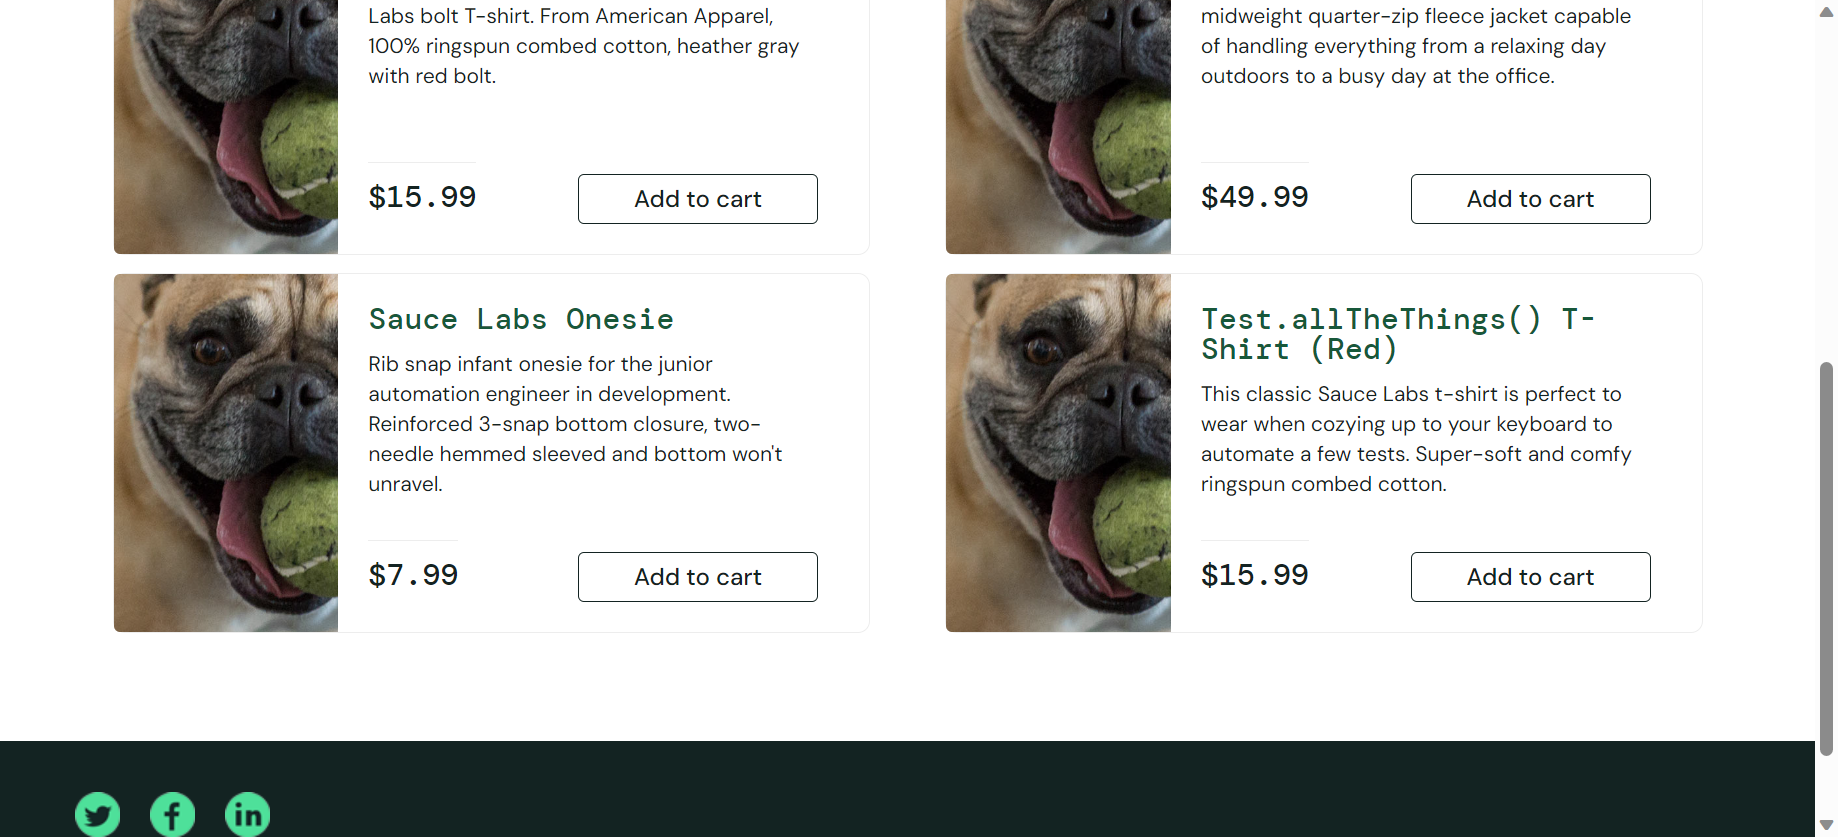 Labs bolt T-shirt. From American Apparel,
100% ringspun combed cotton, heather gray
with red bolt.
$15.99
Add to cart
midweight quarter-zip fleece jacket capable
of handling everything from a relaxing day
outdoors to a busy day at the office.
$49.99
Add to cart
Sauce Labs Onesie
Rib snap infant onesie for the junior
automation engineer in development.
Reinforced 3-snap bottom closure, two-
needle hemmed sleeved and bottom won't
unravel.
$7.99
Add to cart
Test.allTheThings() T-
Shirt (Red)
This classic Sauce Labs t-shirt is perfect to
wear when cozying up to your keyboard to
automate a few tests. Super-soft and comfy
ringspun combed cotton.
$15.99
Add to cart